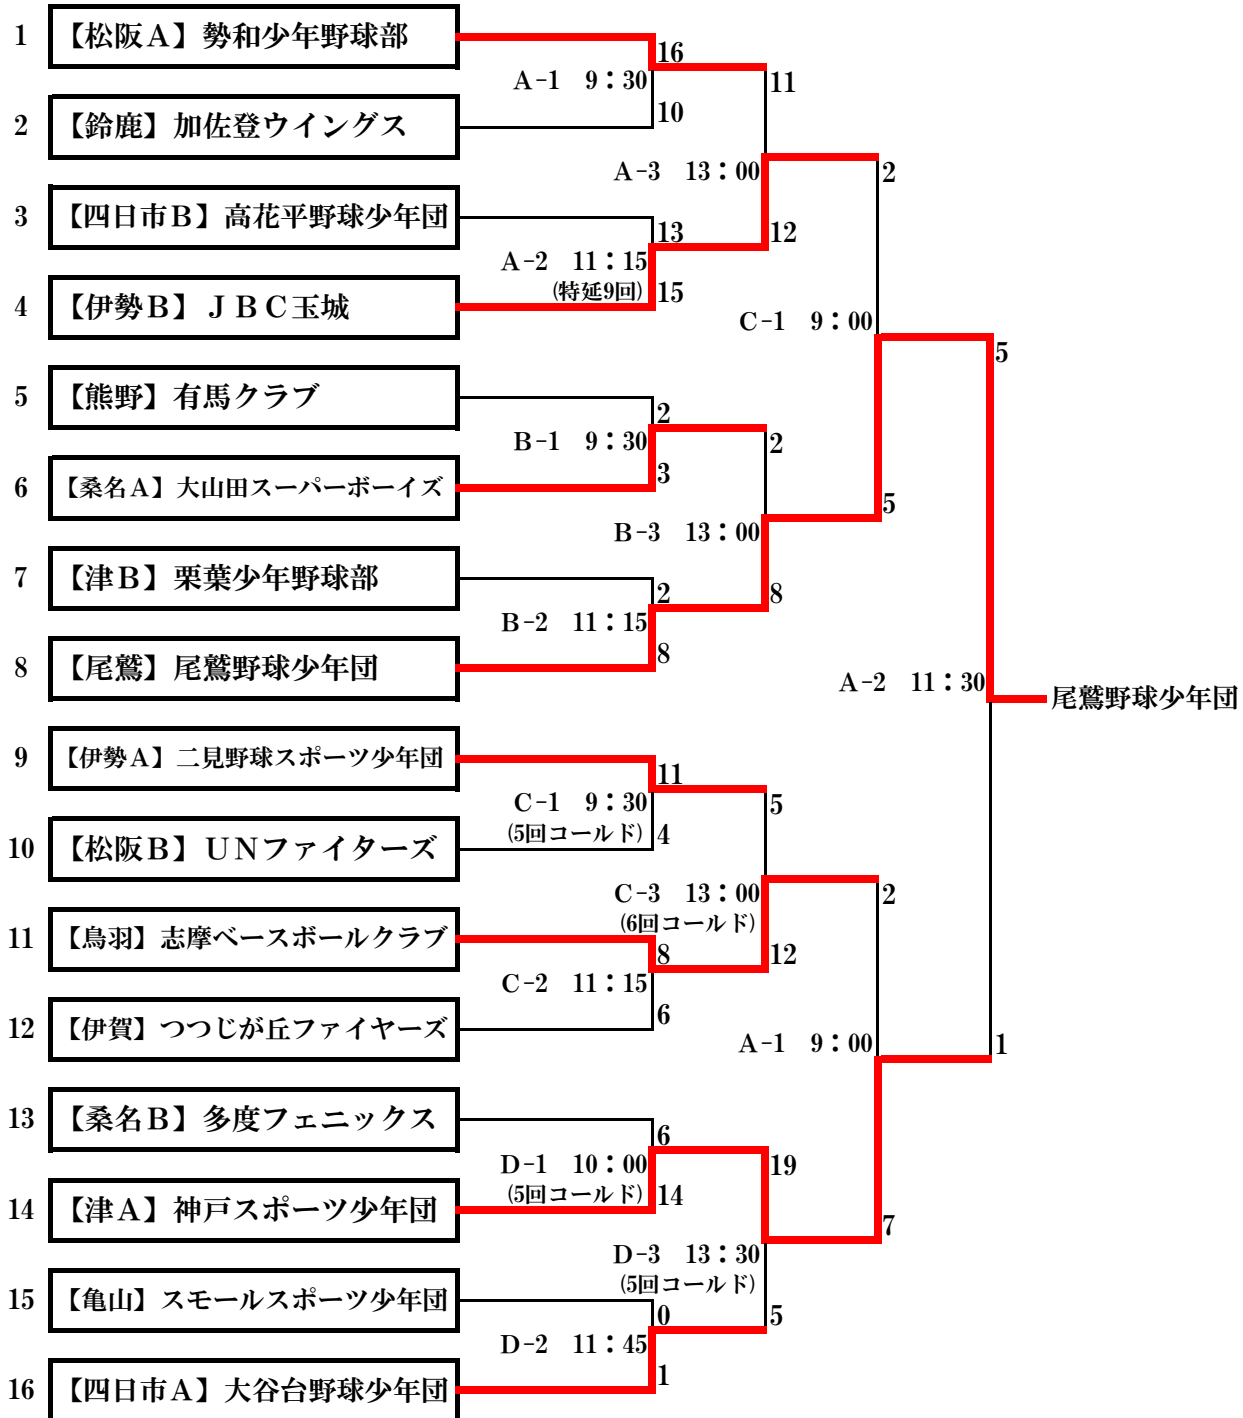 1 【松阪Ａ】勢和少年野球部
16
A-1 9：30
11
10
2 【鈴鹿】加佐登ウイングス
A-3 13：00
2
3 【四日市Ｂ】高花平野球少年団
13
12
A-2 11：15
(特延9回)
15
4 【伊勢Ｂ】ＪＢＣ玉城
C-1 9：00
5
5 【熊野】有馬クラブ
2
B-1 9：30
2
3
6 【桑名Ａ】大山田スーパーボーイズ
5
B-3 13：00
7 【津Ｂ】栗葉少年野球部
2
8
B-2 11：15
8
8 【尾鷲】尾鷲野球少年団
A-2 11：30
尾鷲野球少年団
9 【伊勢Ａ】二見野球スポーツ少年団
11
C-1 9：30
5
(5回コールド)
4
10 【松阪Ｂ】ＵＮファイターズ
C-3 13：00
2
(6回コールド)
11 【鳥羽】志摩ベースボールクラブ
8
12
C-2 11：15
6
12 【伊賀】つつじが丘ファイヤーズ
A-1 9：00
1
13 【桑名Ｂ】多度フェニックス
6
D-1 10：00
19
(5回コールド)
14
14 【津Ａ】神戸スポーツ少年団
7
D-3 13：30
(5回コールド)
15 【亀山】スモールスポーツ少年団
0
5
D-2 11：45
1
16 【四日市Ａ】大谷台野球少年団